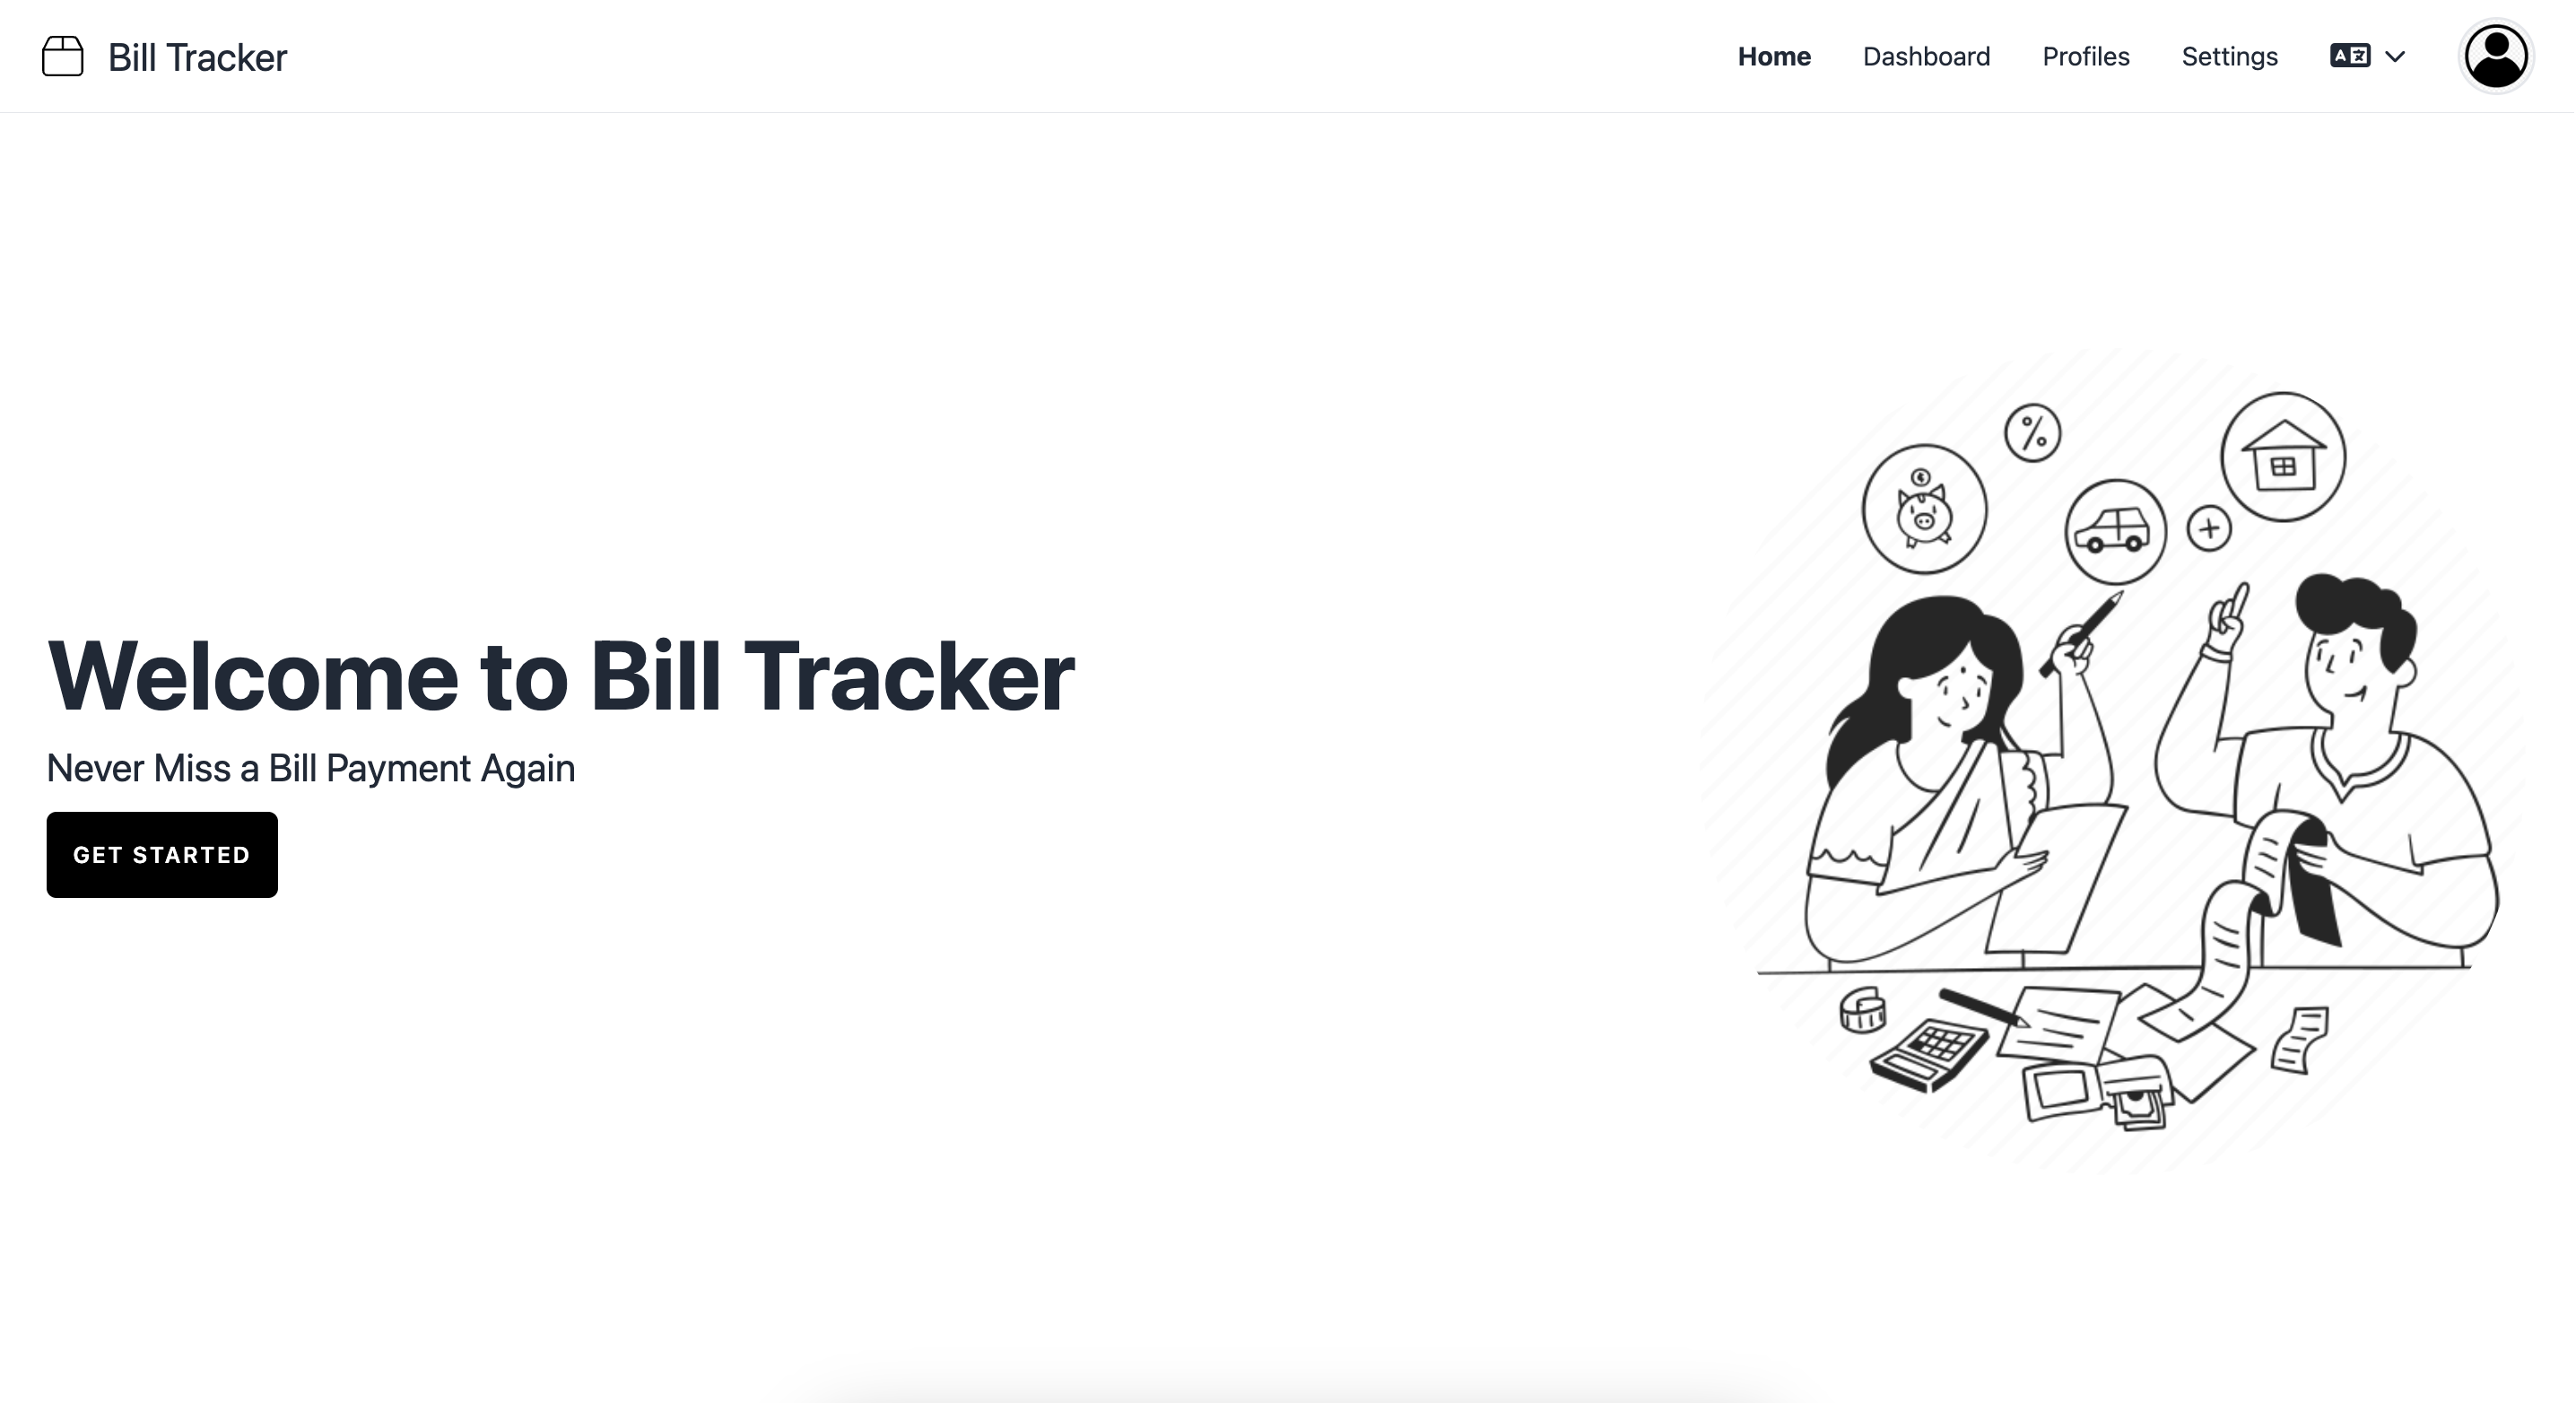 Bill Tracker
Home Dashboard Profiles Settings
Welcome to Bill Tracker
Never Miss a Bill Payment Again
GET STARTED